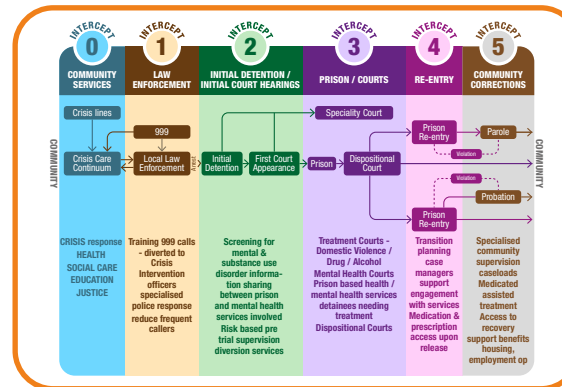 INTERCEPT
0
COMMUNITY
SERVICES
INTERCEPT
1
LAW
ENFORCEMENT
INTERCEPT
2
INITIAL DETENTION /
INITIAL COURT HEARINGS
INTERCEPT
3
PRISON / COURTS
INTERCEPT
4
RE-ENTRY
INTERCEPT
5
COMMUNITY
CORRECTIONS
COMMUNITY
Crisis lines
Crisis Care
Continuum
999
Local Law
Enforcement
Arrest
Initial
Detention
First Court
Appearance
Speciality Court
Prison
Dispositional
Court
Prison
Re-entry
Violation
Parole
Violation
Prison
Re-entry
Probation
COMMUNITY
CRISIS response
HEALTH
SOCIAL CARE
EDUCATION
JUSTICE
Training 999 calls
- diverted to
Crisis
Intervention
officers
specialised
police response
reduce frequent
callers
Screening for
mental &
substance use
disorder informa-
tion sharing
between prison
and mental health
services involved
Risk based pre
trial supervision
diversion services
Treatment Courts -
Domestic Violence /
Drug / Alcohol
Mental Health Courts
Prison based health /
mental health services
detainees needing
treatment
Dispositional Courts
Transition
planning
case
managers
support
engagement
with services
Medication &
prescription
access upon
release
Specialised
community
supervision
caseloads
Medicated
assisted
treatment
Access to
recovery
support benefits
housing,
employment op